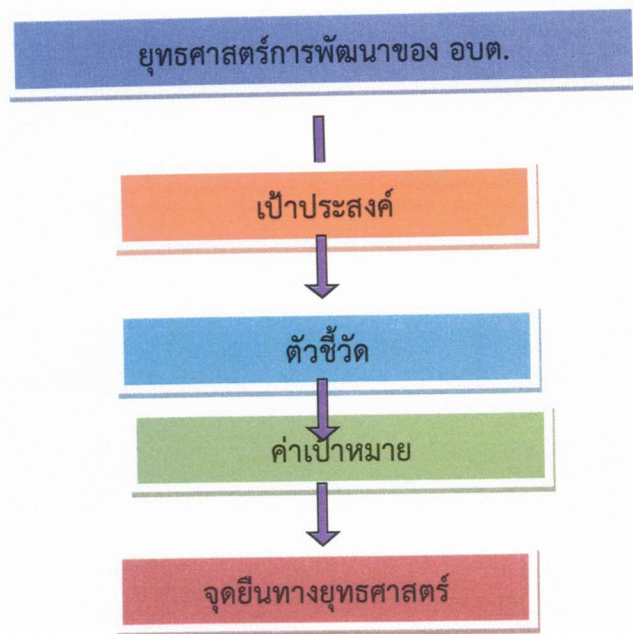 ยุทธศาสตร์การพัฒนาของ อบต.
เป้าประสงค์
ตัวชี้วัด
ค่าเป้าหมาย
จุดยืนทางยุทธศาสตร์